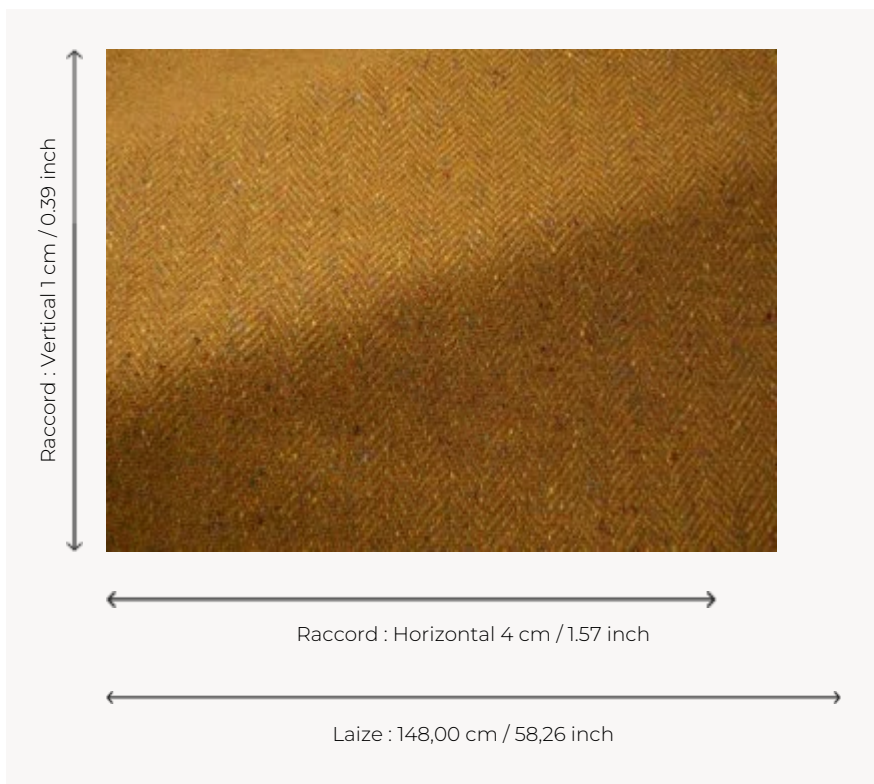 Raccord : Vertical 1 cm / 0.39 inch
Raccord : Horizontal 4 cm / 1.57 inch
Laize : 148,00 cm / 58,26 inch